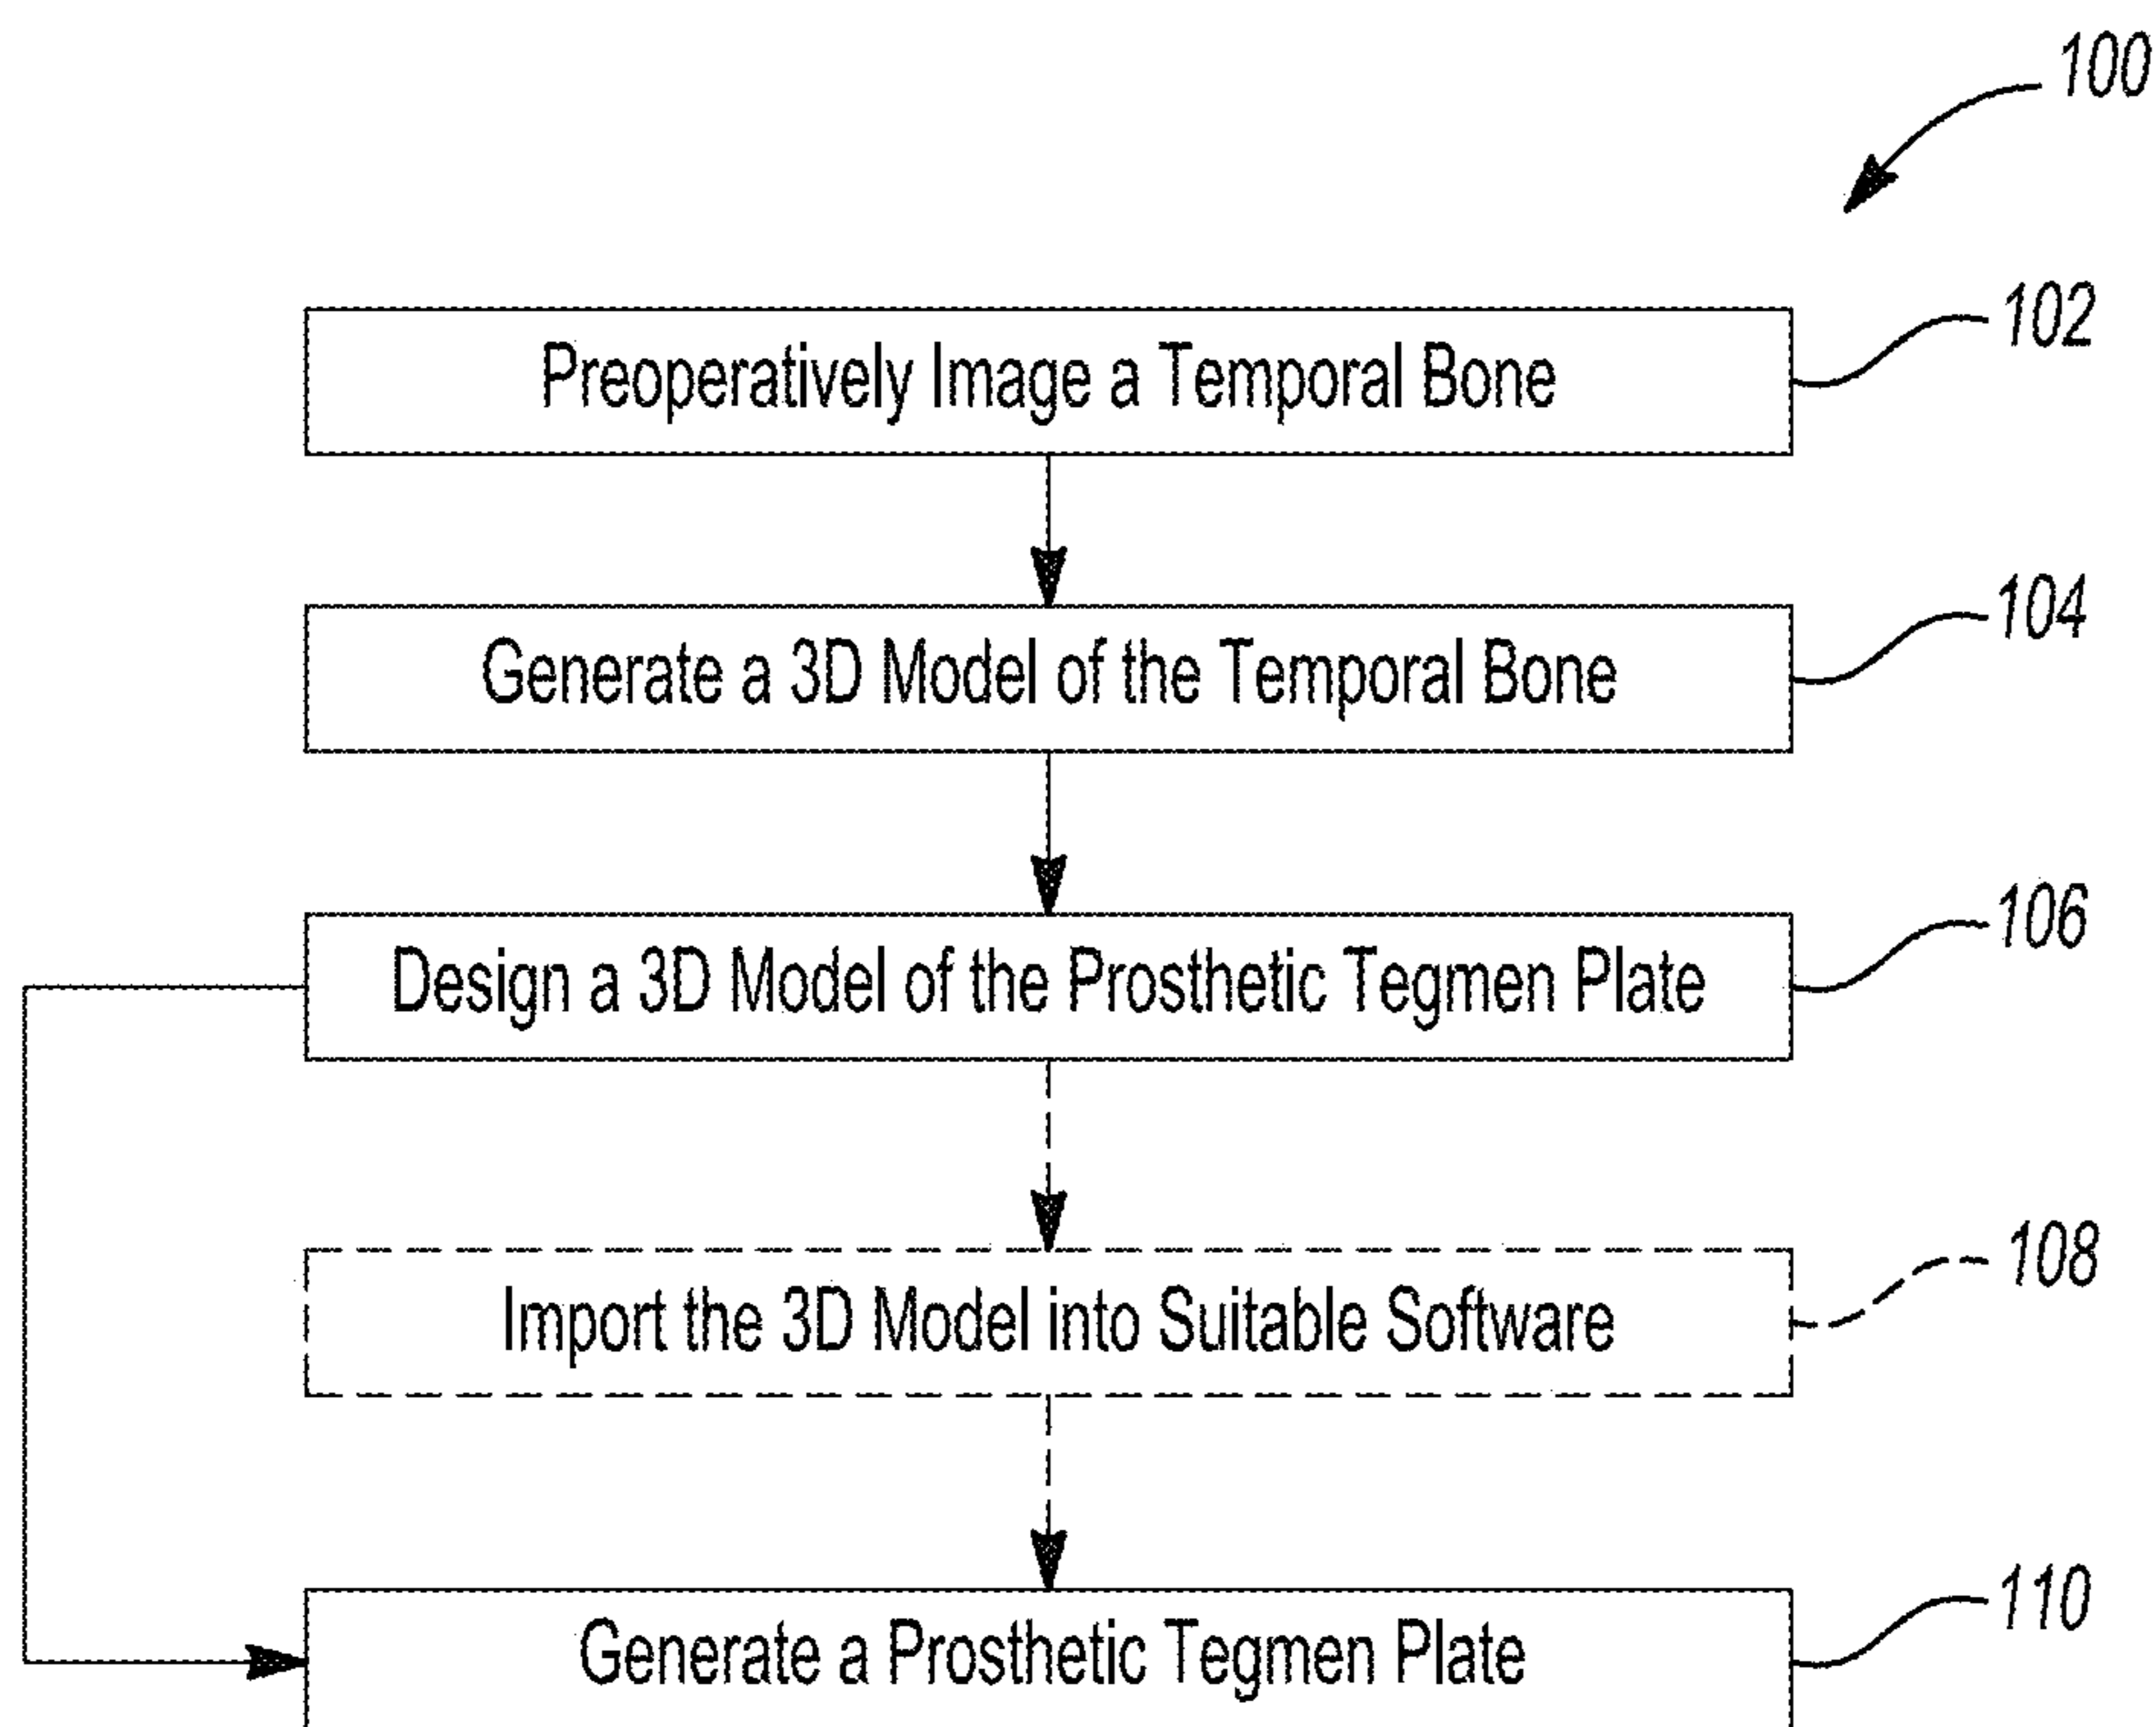 100
Preoperatively Image a Temporal Bone
102
Generate a 3D Model of the Temporal Bone
104
Design a 3D Model of the Prosthetic Tegmen Plate
106
Import the 3D Model into Suitable Software
108
Generate a Prosthetic Tegmen Plate
110